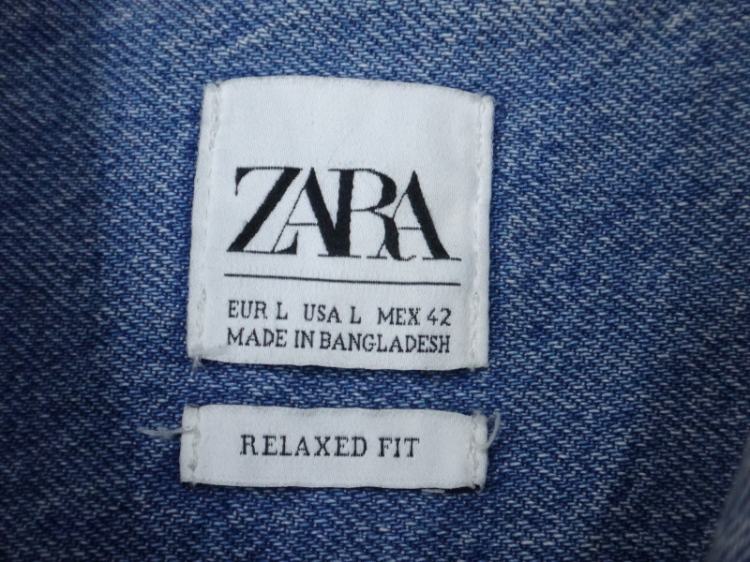 ZARA
EUR L USA L MEX 42
MADE IN BANGLADESH
RELAXED FIT